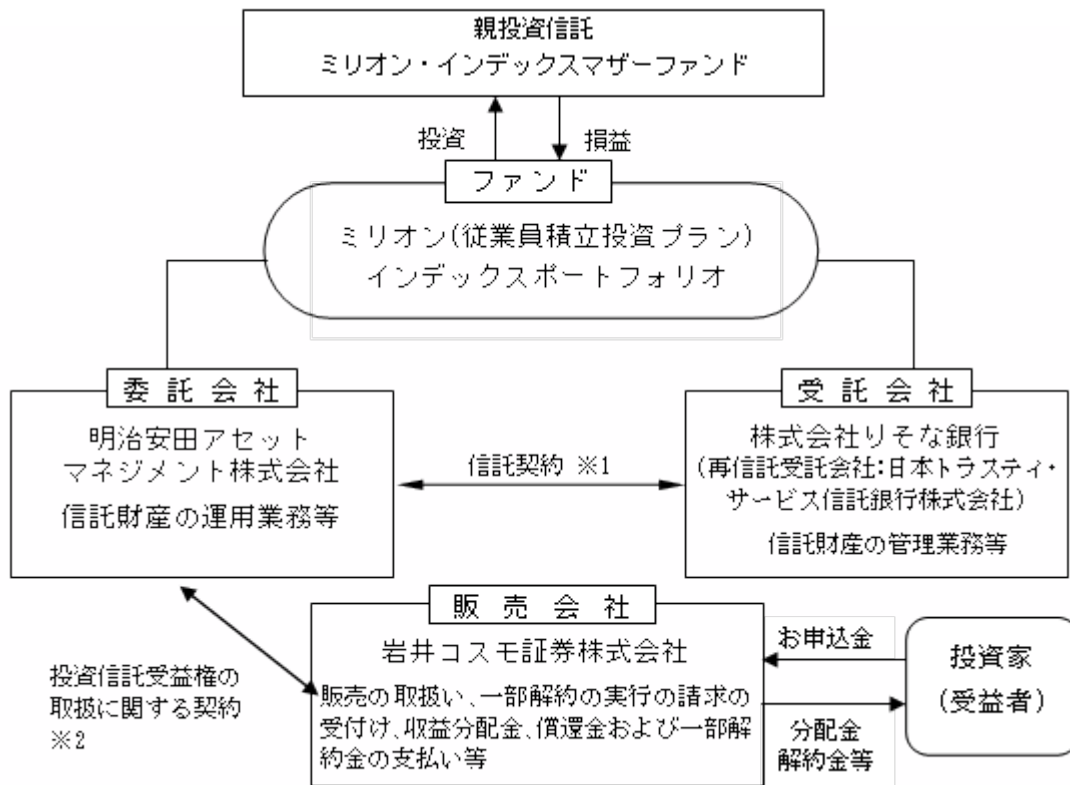 親投資信託
ミリオン・インデックスマザーファンド
投資
損益
ファンド
ミリオン(従業員積立投資プラン)
インデックスポートフォリオ
委託会社
明治安田アセット
マネジメント株式会社
信託財産の運用業務等
信託契約 ※1
受託会社
株式会社りそな銀行
(再信託受託会社:日本トラスティ・
サービス信託銀行株式会社)
信託財産の管理業務等
投資信託受益権の
取扱に関する契約
※2
販売会社
岩井コスモ証券株式会社
販売の取扱い、一部解約の実行の請求の
受付け、収益分配金、償還金および一部解
約金の支払い等
お申込金
分配金
解約金等
投資家
(受益者)